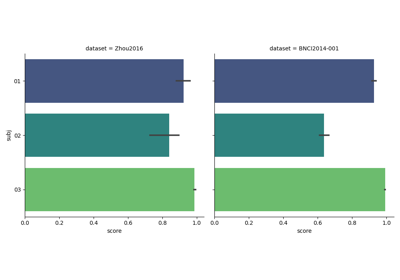 dataset = Zhou2016
dataset = BNCI2014-001
subj
01
02
03
0.0 0.2 0.4 0.6 0.8 1.0
0.0 0.2 0.4 0.6 0.8 1.0
score
score